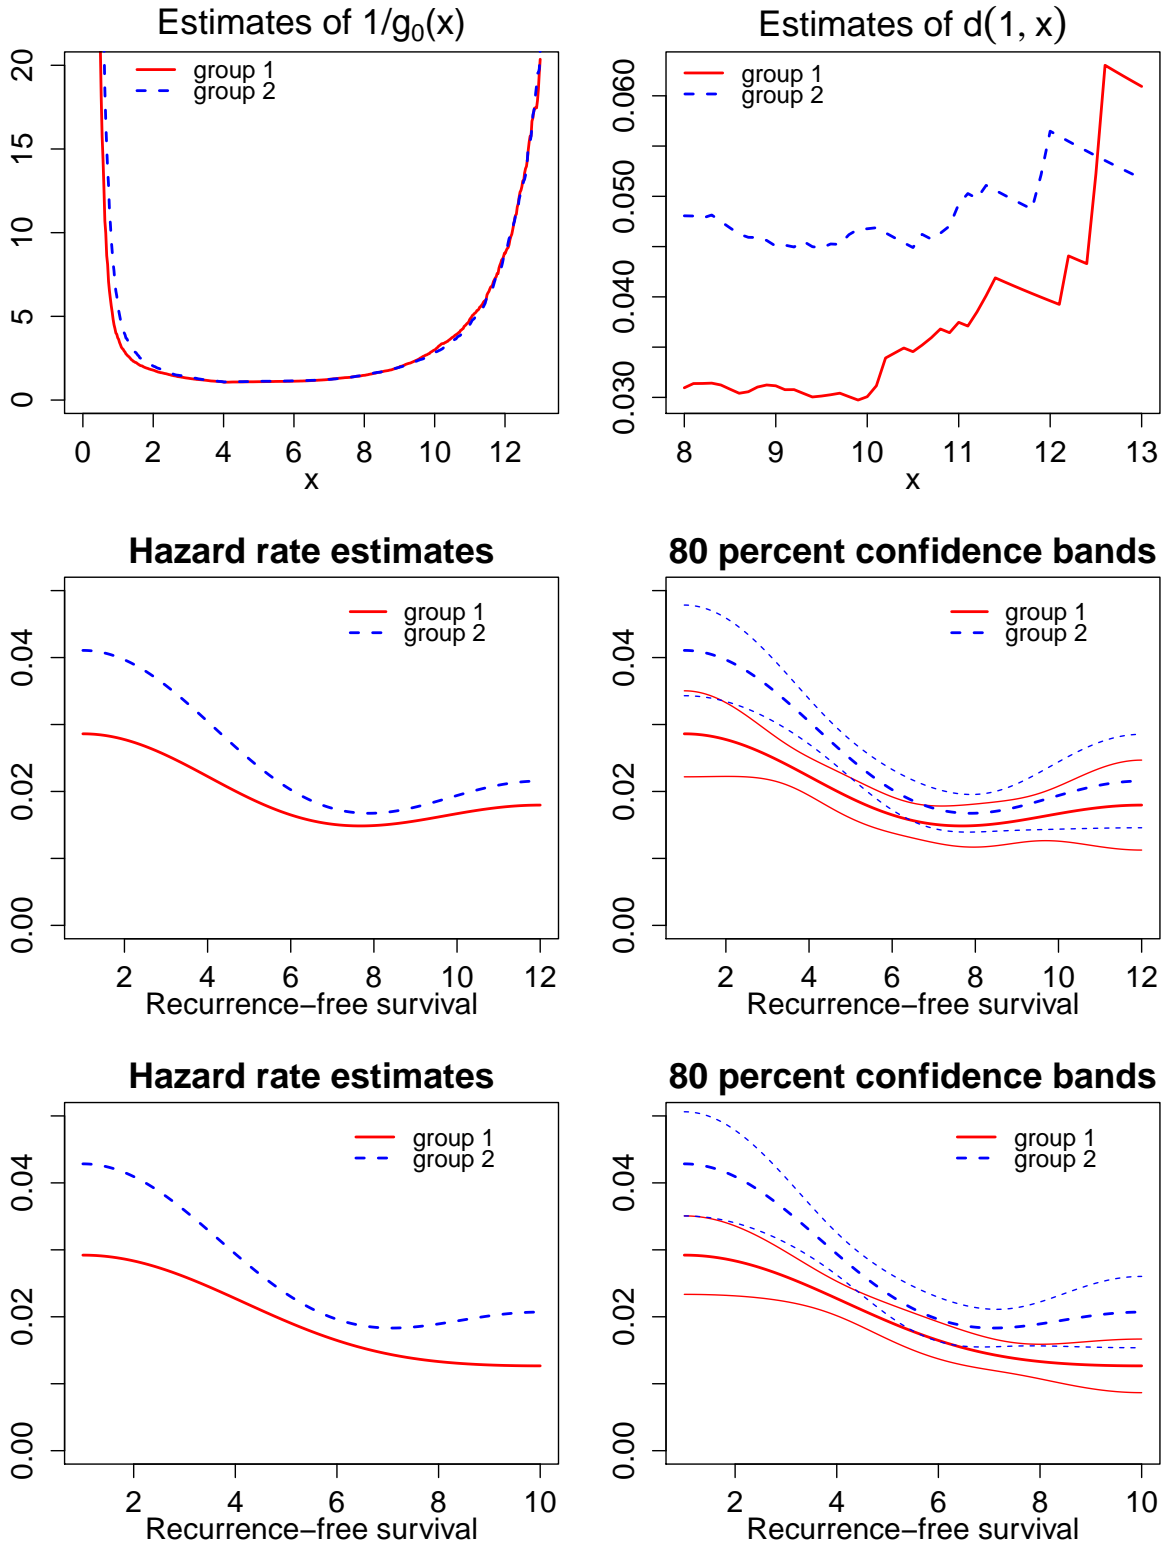 Estimates of 1/g₀(x)
group 1
group 2
0 5 10 15 20
0 2 4 6 8 10 12
x
Estimates of d(1, x)
group 1
group 2
0.030 0.040 0.050 0.060
8 9 10 11 12 13
x
Hazard rate estimates
group 1
group 2
0.00 0.02 0.04
2 4 6 8 10 12
Recurrence−free survival
80 percent confidence bands
group 1
group 2
0.00 0.02 0.04
2 4 6 8 10 12
Recurrence−free survival
Hazard rate estimates
group 1
group 2
0.00 0.02 0.04
2 4 6 8 10
Recurrence−free survival
80 percent confidence bands
group 1
group 2
0.00 0.02 0.04
2 4 6 8 10
Recurrence−free survival